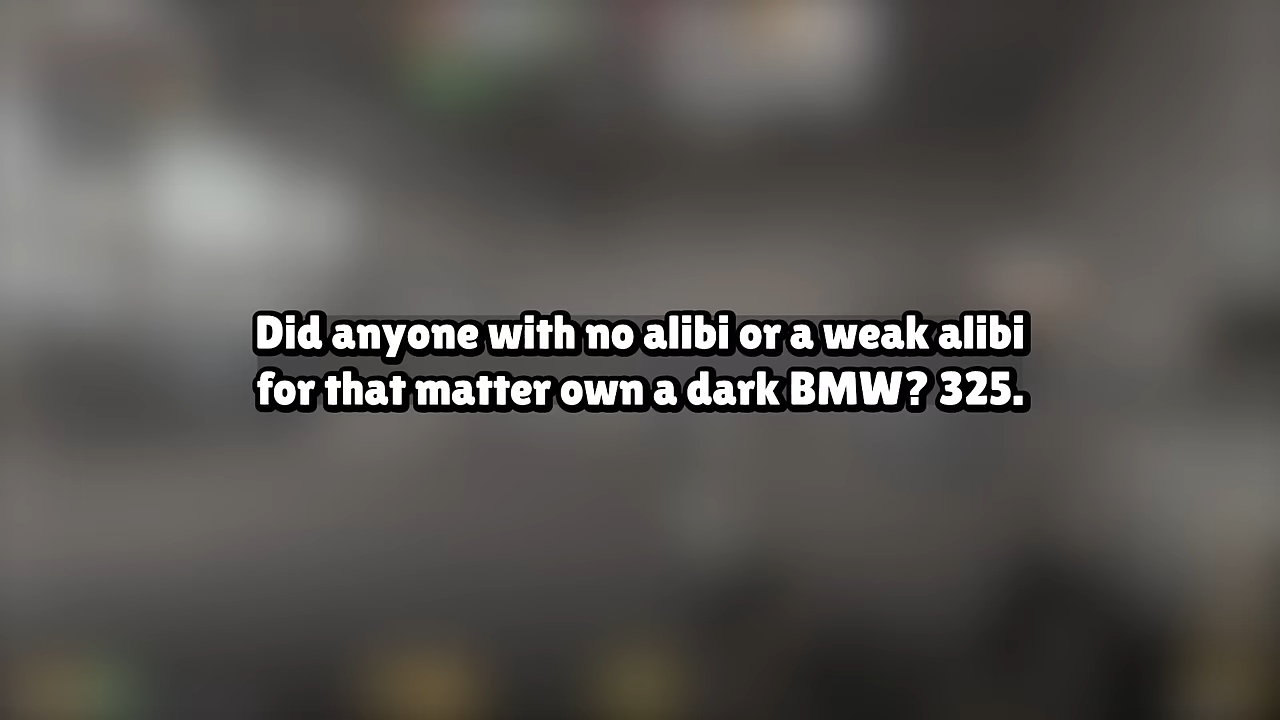 Did anyone with no alibi or a weak alibi
for that matter own a dark BMW? 325.